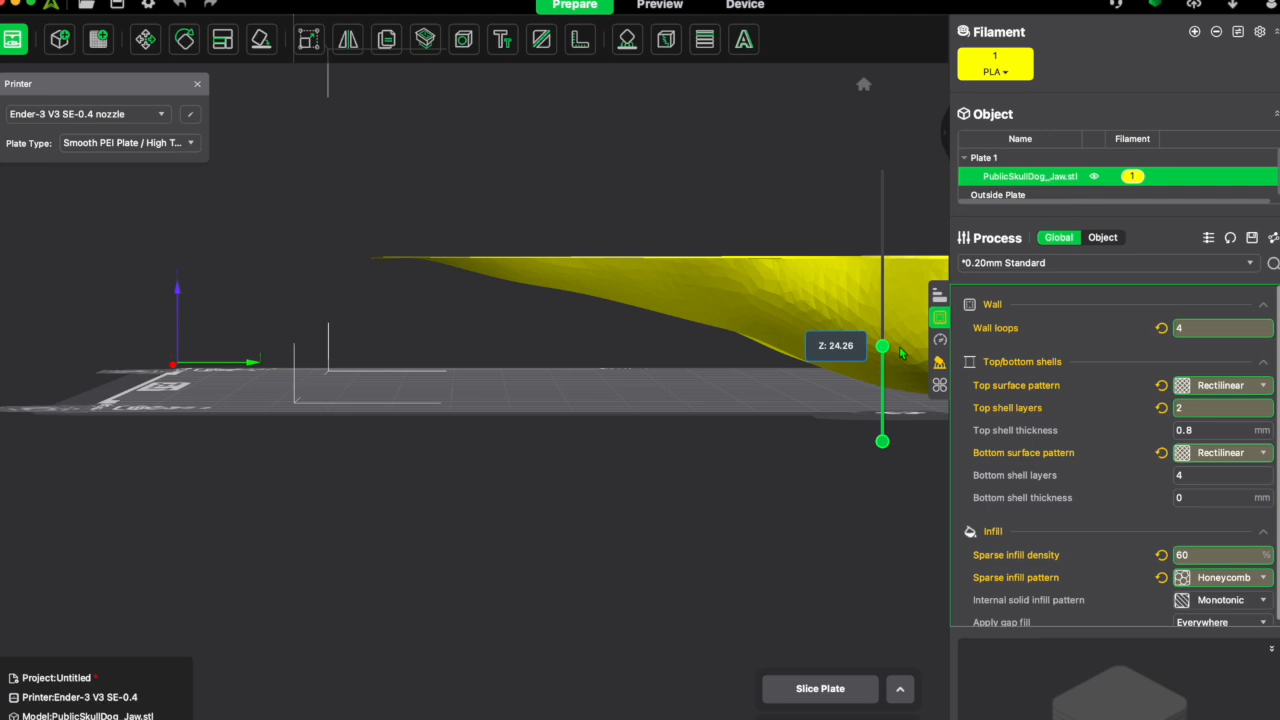 Prepare
Preview
Device
Printer
Ender-3 V3 SE-0.4 nozzle
Plate Type:
Smooth PEI Plate / High T...
Z: 24.26
Project:Untitled *
Printer:Ender-3 V3 SE-0.4
Model:PublicSkullDog_Jaw.stl
Slice Plate
Filament
1
PLA
Object
Name
Filament
Plate 1
PublicSkullDog_Jaw.stl
1
Outside Plate
Process
Global
Object
*0.20mm Standard
Wall
Wall loops
4
Top/bottom shells
Top surface pattern
Rectilinear
Top shell layers
2
Top shell thickness
0.8 mm
Bottom surface pattern
Rectilinear
Bottom shell layers
4
Bottom shell thickness
0 mm
Infill
Sparse infill density
60 %
Sparse infill pattern
Honeycomb
Internal solid infill pattern
Monotonic
Apply gap fill
Everywhere